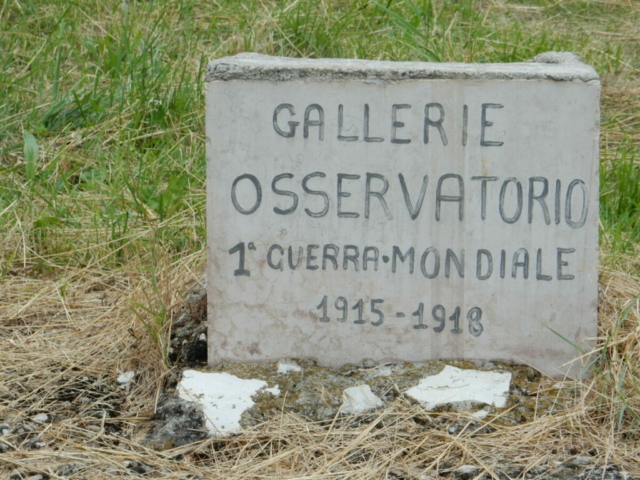 GALLERIE
OSSERVATORIO
1ª GUERRA·MONDIALE
1915-1918